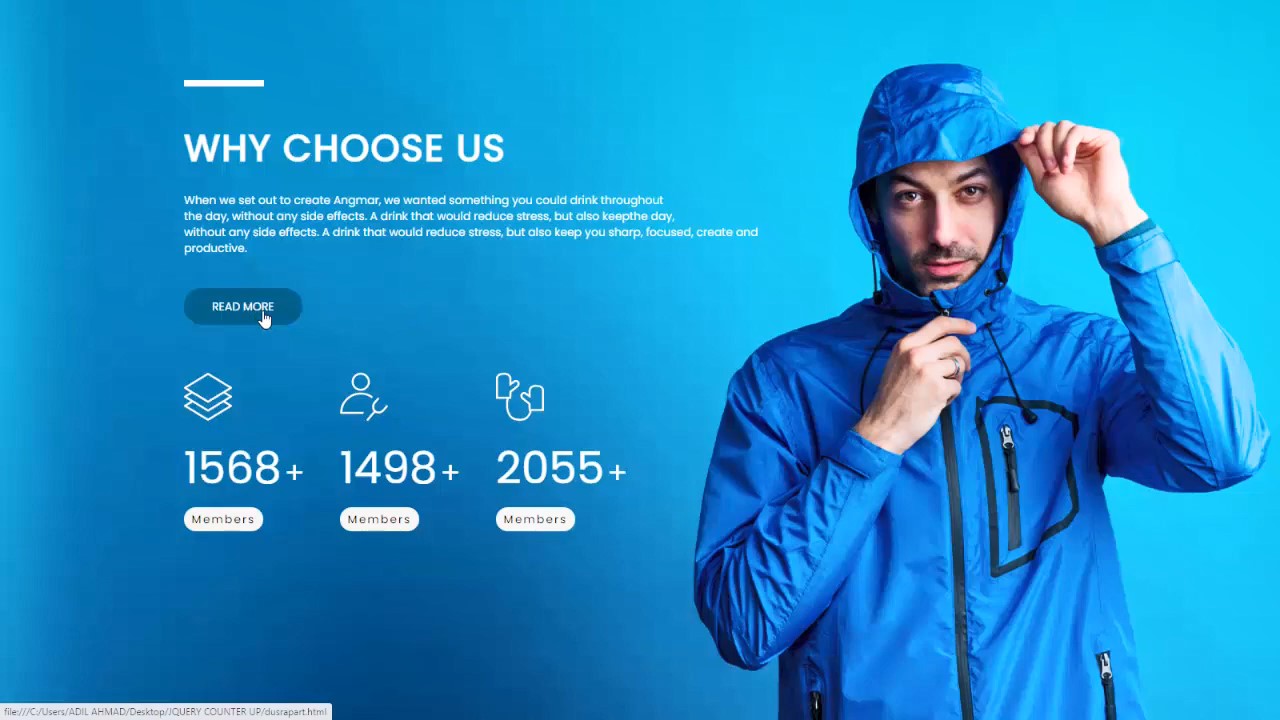 WHY CHOOSE US
When we set out to create Angmar, we wanted something you could drink throughout
the day, without any side effects. A drink that would reduce stress, but also keepthe day,
without any side effects. A drink that would reduce stress, but also keep you sharp, focused, create and
productive.
READ MORE
1568+ 1498+ 2055+
Members Members Members
file:///C:/Users/ADIL AHMAD/Desktop/JQUERY COUNTER UP/dusrapart.html